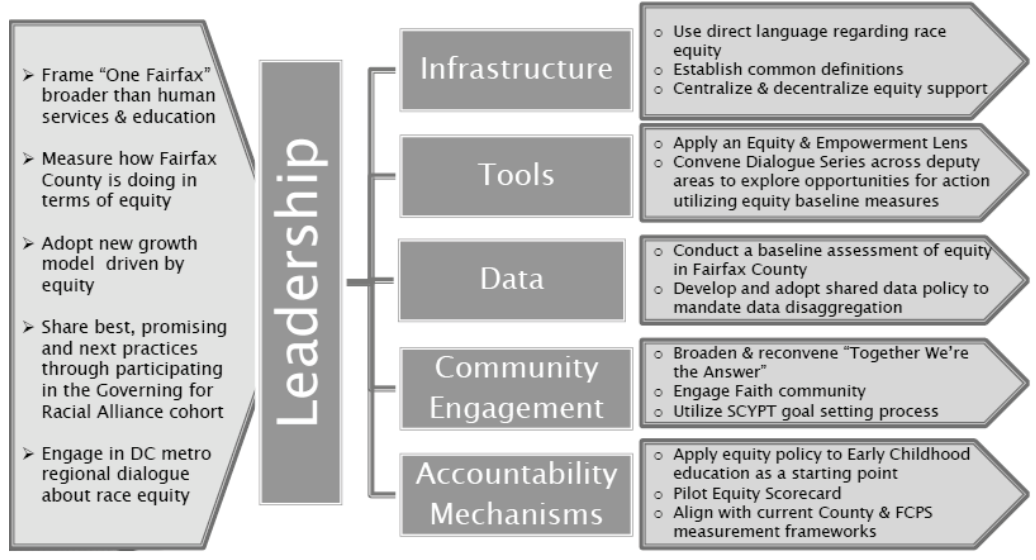 ➢ Frame “One Fairfax”
broader than human
services & education
➢ Measure how Fairfax
County is doing in
terms of equity
➢ Adopt new growth
model driven by
equity
➢ Share best, promising
and next practices
through participating
in the Governing for
Racial Alliance cohort
➢ Engage in DC metro
regional dialogue
about race equity
Leadership
Infrastructure
o Use direct language regarding race
equity
o Establish common definitions
o Centralize & decentralize equity support
Tools
o Apply an Equity & Empowerment Lens
o Convene Dialogue Series across deputy
areas to explore opportunities for action
utilizing equity baseline measures
Data
o Conduct a baseline assessment of equity
in Fairfax County
o Develop and adopt shared data policy to
mandate data disaggregation
Community
Engagement
o Broaden & reconvene “Together We’re
the Answer”
o Engage Faith community
o Utilize SCYPT goal setting process
Accountability
Mechanisms
o Apply equity policy to Early Childhood
education as a starting point
o Pilot Equity Scorecard
o Align with current County & FCPS
measurement frameworks